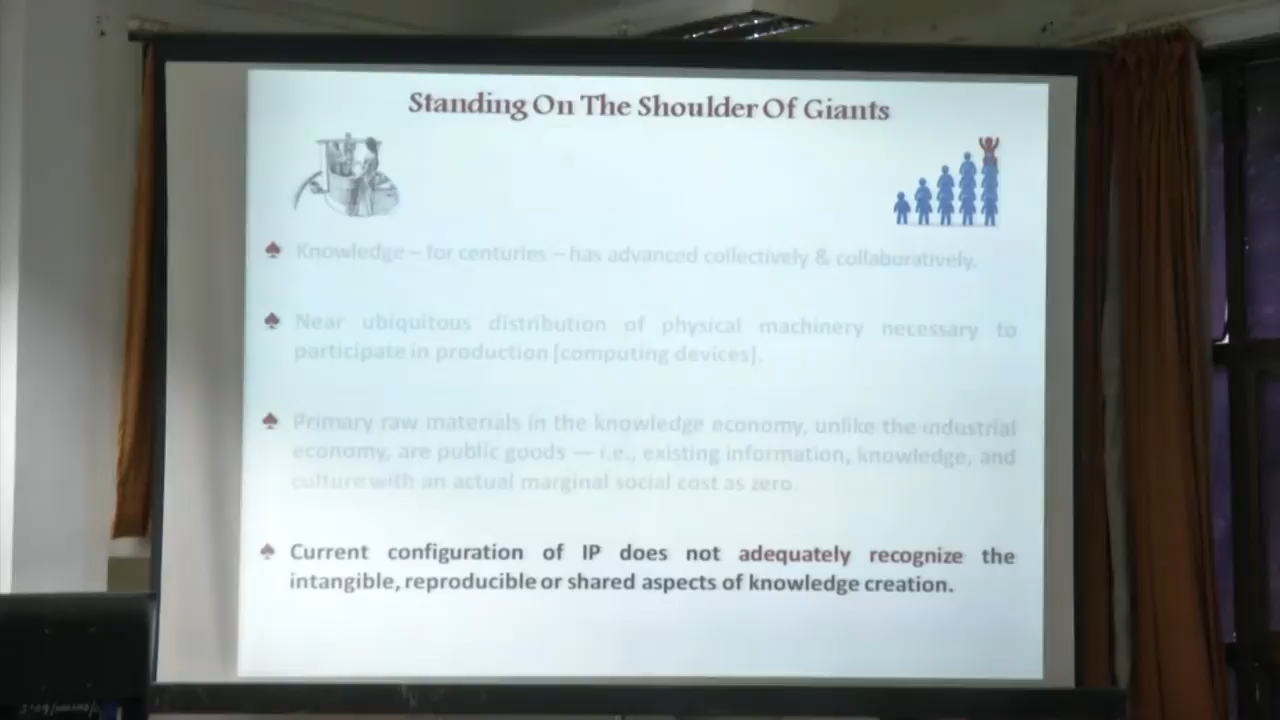 Standing On The Shoulder Of Giants
Knowledge – for centuries – has advanced collectively & collaboratively.
Near ubiquitous distribution of physical machinery necessary to
participate in production [computing devices].
Primary raw materials in the knowledge economy, unlike the industrial
economy, are public goods — i.e., existing information, knowledge, and
culture with an actual marginal social cost as zero.
Current configuration of IP does not adequately recognize the
intangible, reproducible or shared aspects of knowledge creation.